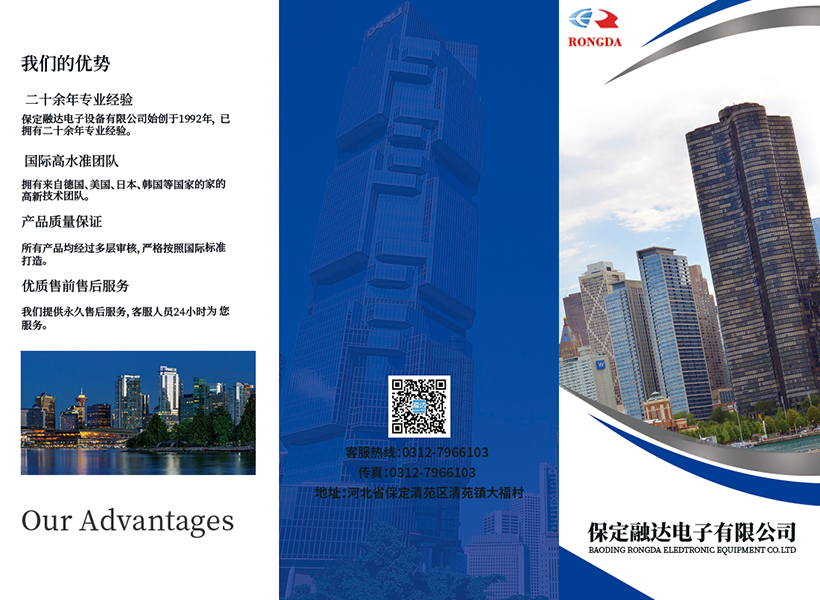 我们的优势
二十余年专业经验
保定融达电子设备有限公司始创于1992年, 已
拥有二十余年专业经验。
国际高水准团队
拥有来自德国、美国、日本、韩国等国家的家的
高新技术团队。
产品质量保证
所有产品均经过多层审核, 严格按照国际标准
打造。
优质售前售后服务
我们提供永久售后服务, 客服人员24小时为 您
服务。
Our Advantages
客服热线：0312-7966103
传真：0312-7966103
地址：河北省保定清苑区清苑镇大福村
RONGDA
W
保定融达电子有限公司
BAODING RONGDA ELEDTRONIC EQUIPMENT CO.LTD